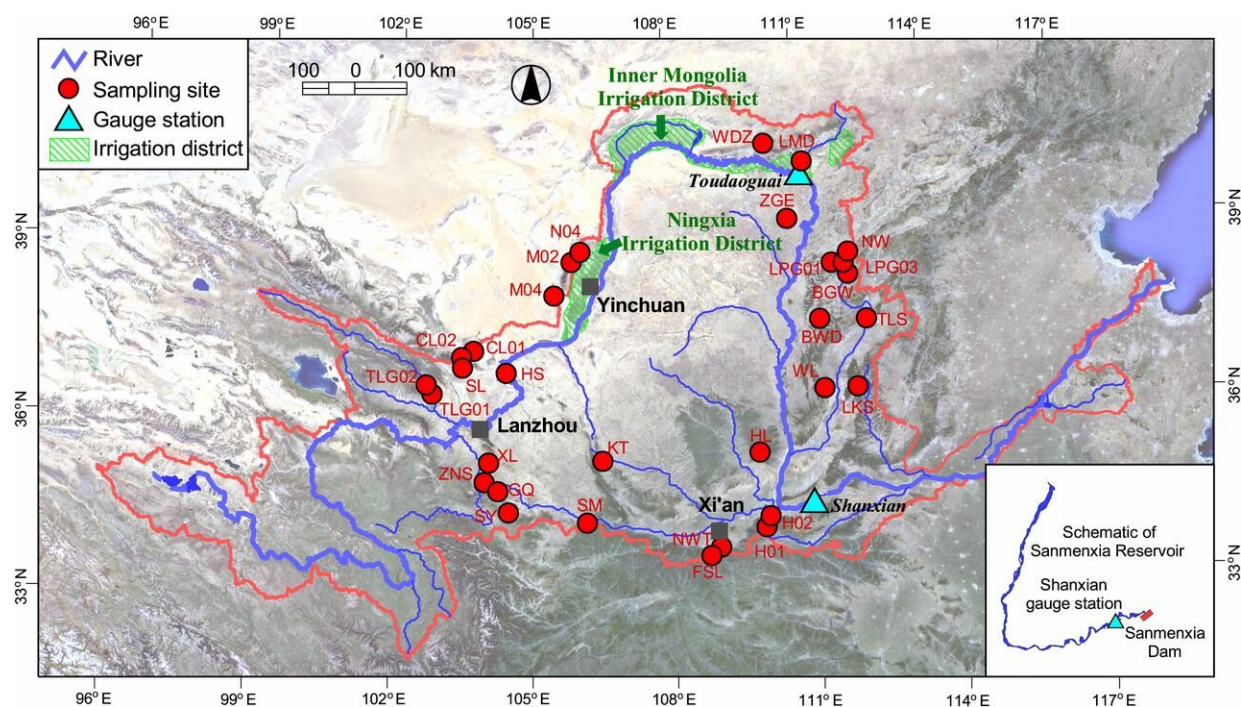 96°E 99°E 102°E 105°E 108°E 111°E 114°E 117°E
River
Sampling site
Gauge station
Irrigation district
100 0 100 km
Inner Mongolia
Irrigation District
WDZ
LMD
Toudaoguai
ZGE
39°N
39°N
Ningxia
Irrigation District
N04
M02
M04
NW
LPG01
LPG03
BGW
Yinchuan
TLS
BWD
CL02
CL01
SL
HS
TLG02
TLG01
WL
LKS
36°N
36°N
Lanzhou
XL
ZNS
GQ
SY
KT
HL
SM
Xi'an
Shanxian
H02
H01
NWT
FSL
33°N
33°N
Schematic of
Sanmenxia Reservoir
Shanxian
gauge station
Sanmenxia
Dam
96°E 99°E 102°E 105°E 108°E 111°E 114°E 117°E